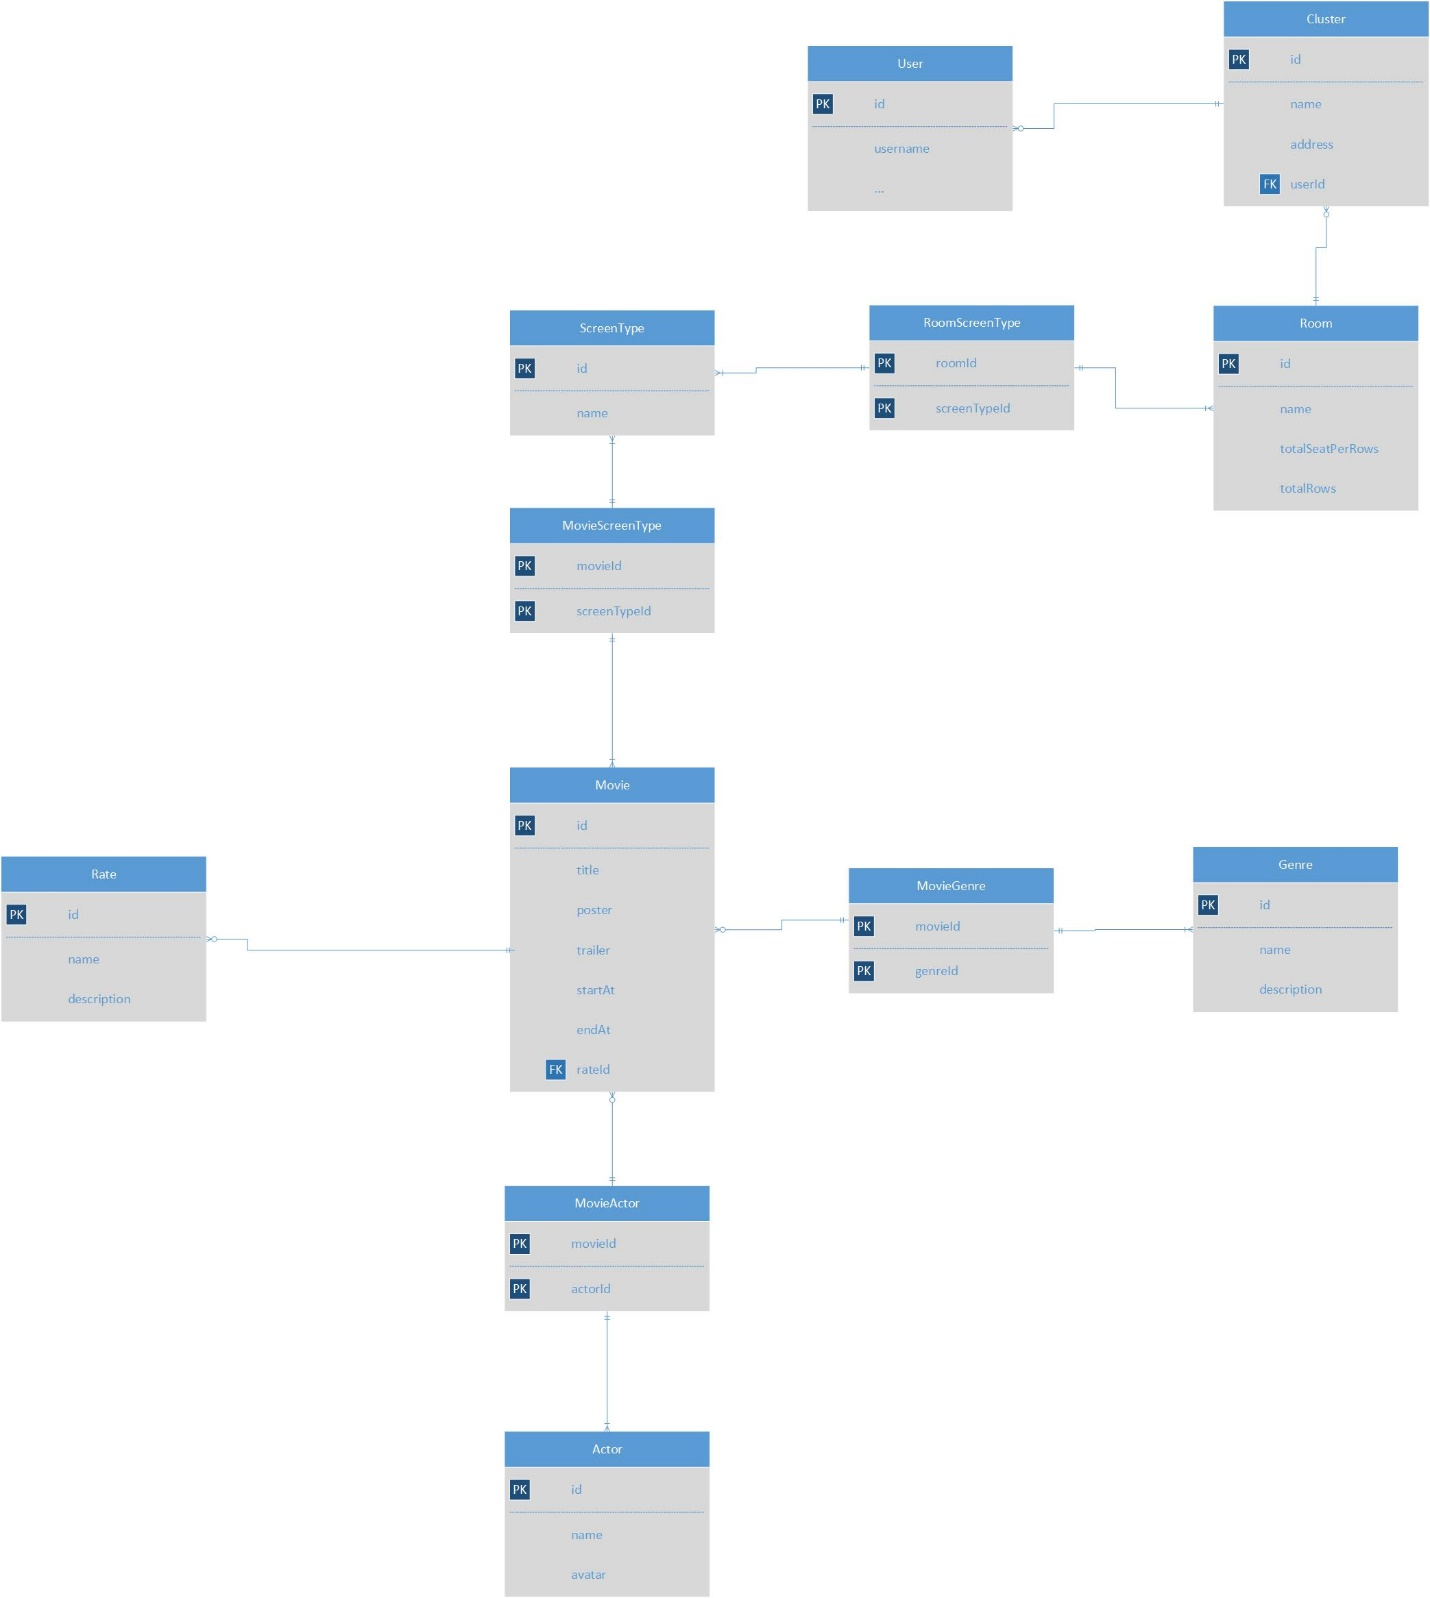 Cluster
PK id
name
address
FK userId
User
PK id
username
...
ScreenType
PK id
name
RoomScreenType
PK roomId
PK screenTypeId
Room
PK id
name
totalSeatPerRows
totalRows
MovieScreenType
PK movieId
PK screenTypeId
Movie
PK id
title
poster
trailer
startAt
endAt
FK rateId
Rate
PK id
name
description
MovieGenre
PK movieId
PK genreId
Genre
PK id
name
description
MovieActor
PK movieId
PK actorId
Actor
PK id
name
avatar